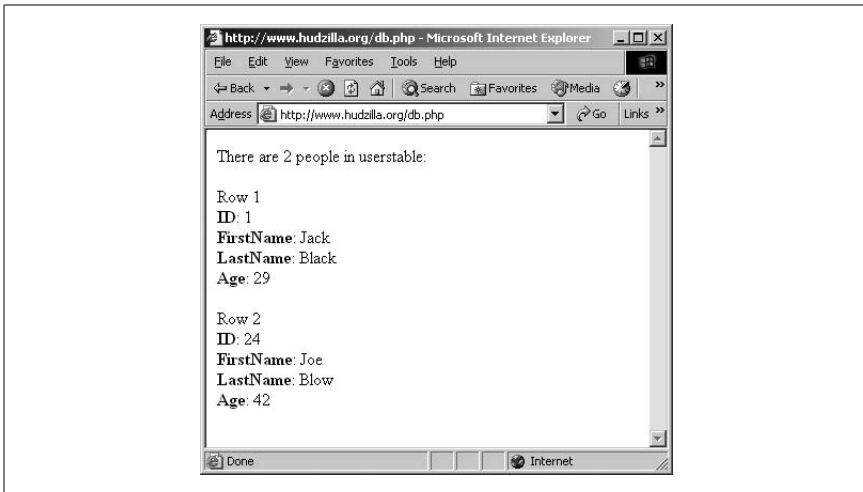 http://www.hudzilla.org/db.php - Microsoft Internet Explorer
File Edit View Favorites Tools Help
Back Search Favorites Media »
Address http://www.hudzilla.org/db.php Go Links »
There are 2 people in userstable:
Row 1
ID: 1
FirstName: Jack
LastName: Black
Age: 29
Row 2
ID: 24
FirstName: Joe
LastName: Blow
Age: 42
Done Internet